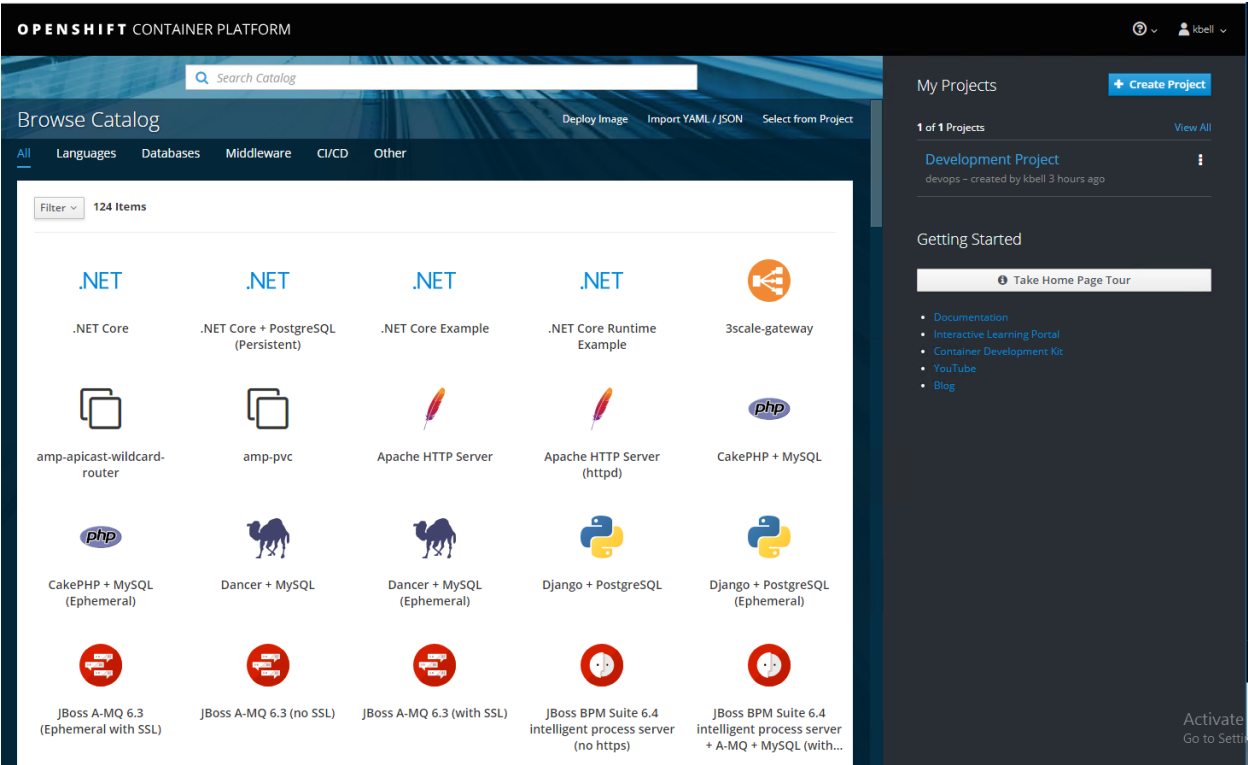 OPENSHIFT CONTAINER PLATFORM
kbell
Search Catalog
Browse Catalog
Deploy Image Import YAML / JSON Select from Project
All Languages Databases Middleware CI/CD Other
Filter 124 Items
.NET .NET .NET .NET
.NET Core .NET Core + PostgreSQL .NET Core Example .NET Core Runtime 3scale-gateway
(Persistent) Example
php
amp-apicast-wildcard- amp-pvc Apache HTTP Server Apache HTTP Server CakePHP + MySQL
router (httpd)
php
CakePHP + MySQL Dancer + MySQL Dancer + MySQL Django + PostgreSQL Django + PostgreSQL
(Ephemeral) (Ephemeral) (Ephemeral)
JBoss A-MQ 6.3 JBoss A-MQ 6.3 (no SSL) JBoss A-MQ 6.3 (with SSL) JBoss BPM Suite 6.4 JBoss BPM Suite 6.4
(Ephemeral with SSL) intelligent process server intelligent process server
(no https) + A-MQ + MySQL (with...
My Projects + Create Project
1 of 1 Projects View All
Development Project
devops – created by kbell 3 hours ago
Getting Started
Take Home Page Tour
Documentation
Interactive Learning Portal
Container Development Kit
YouTube
Blog
Activate
Go to Setti